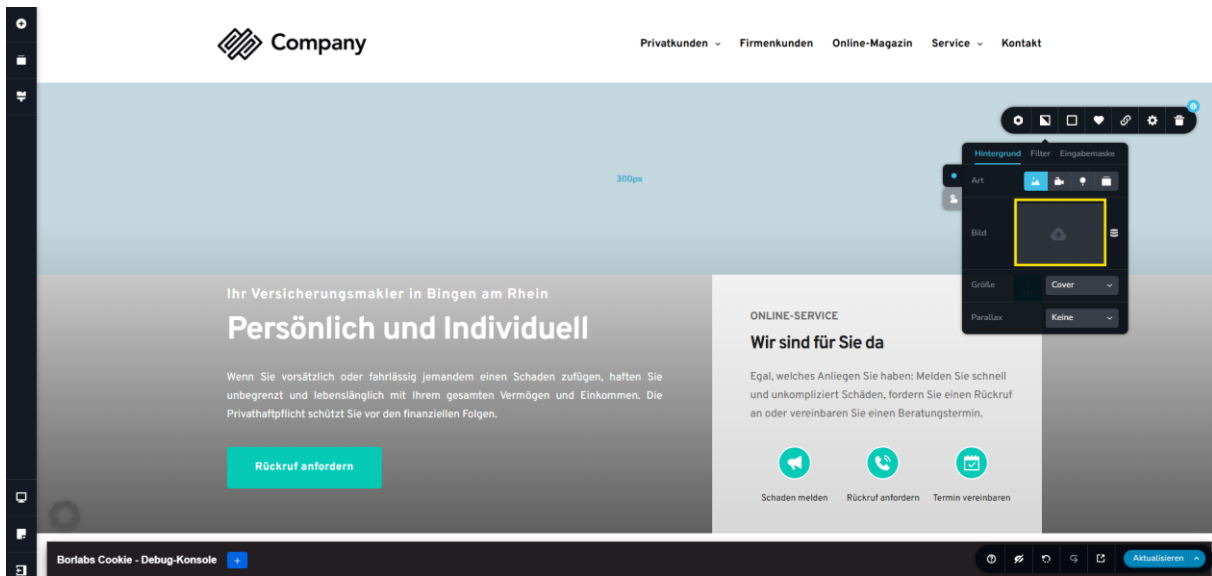 Company
Privatkunden
Firmenkunden
Online-Magazin
Service
Kontakt
Hintergrund
Filter
Eingabemaske
Art
300px
Bild
Größe
Cover
Parallax
Keine
Ihr Versicherungsmakler in Bingen am Rhein
Persönlich und Individuell
Wenn Sie vorsätzlich oder fahrlässig jemandem einen Schaden zufügen, haften Sie
unbegrenzt und lebenslänglich mit Ihrem gesamten Vermögen und Einkommen. Die
Privathaftpflicht schützt Sie vor den finanziellen Folgen.
Rückruf anfordern
ONLINE-SERVICE
Wir sind für Sie da
Egal, welches Anliegen Sie haben: Melden Sie schnell
und unkompliziert Schäden, fordern Sie einen Rückruf
an oder vereinbaren Sie einen Beratungstermin.
Schaden melden
Rückruf anfordern
Termin vereinbaren
Borlabs Cookie - Debug-Konsole
Aktualisieren